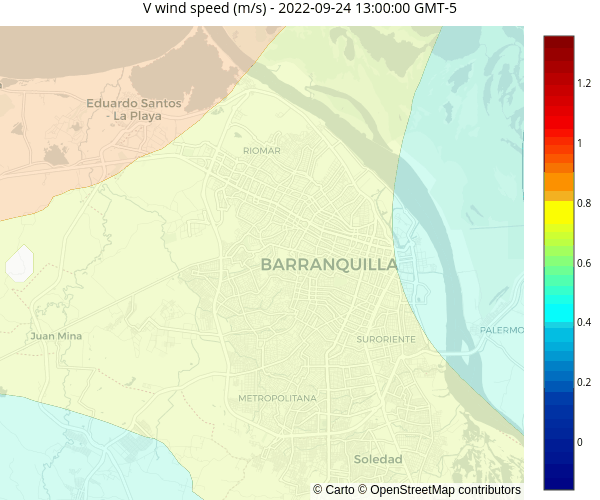 V wind speed (m/s) - 2022-09-24 13:00:00 GMT-5
Eduardo Santos
- La Playa
RIOMAR
BARRANQUILLA
Juan Mina
SURORIENTE
PALERMO
METROPOLITANA
Soledad
© Carto © OpenStreetMap contributors
1.2
1
0.8
0.6
0.4
0.2
0